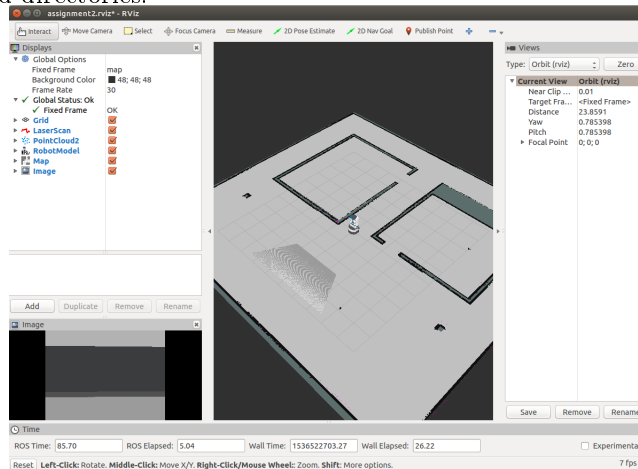 d directories.
assignment2.rviz* - RViz
Interact Move Camera Select Focus Camera Measure 2D Pose Estimate 2D Nav Goal Publish Point
Displays
Global Options
Fixed Frame map
Background Color 48; 48; 48
Frame Rate 30
Global Status: Ok
Fixed Frame OK
Grid
LaserScan
PointCloud2
RobotModel
Map
Image
Add Duplicate Remove Rename
Image
Views
Type: Orbit (rviz) Zero
Current View Orbit (rviz)
Near Clip ... 0.01
Target Fra... <Fixed Frame>
Distance 23.8591
Yaw 0.785398
Pitch 0.785398
Focal Point 0; 0; 0
Save Remove Rename
Time
ROS Time: 85.70 ROS Elapsed: 5.04 Wall Time: 1536522703.27 Wall Elapsed: 26.22 Experimental
Reset Left-Click: Rotate. Middle-Click: Move X/Y. Right-Click/Mouse Wheel: Zoom. Shift: More options. 7 fps